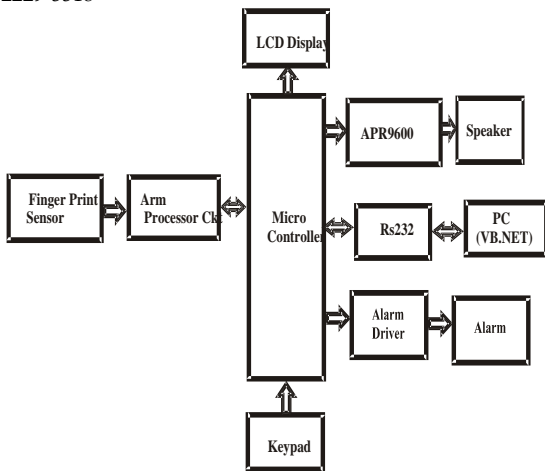 LCD Display
APR9600
Speaker
Finger Print
Sensor
Arm
Processor Ckt
Micro
Controller
Rs232
PC
(VB.NET)
Alarm
Driver
Alarm
Keypad